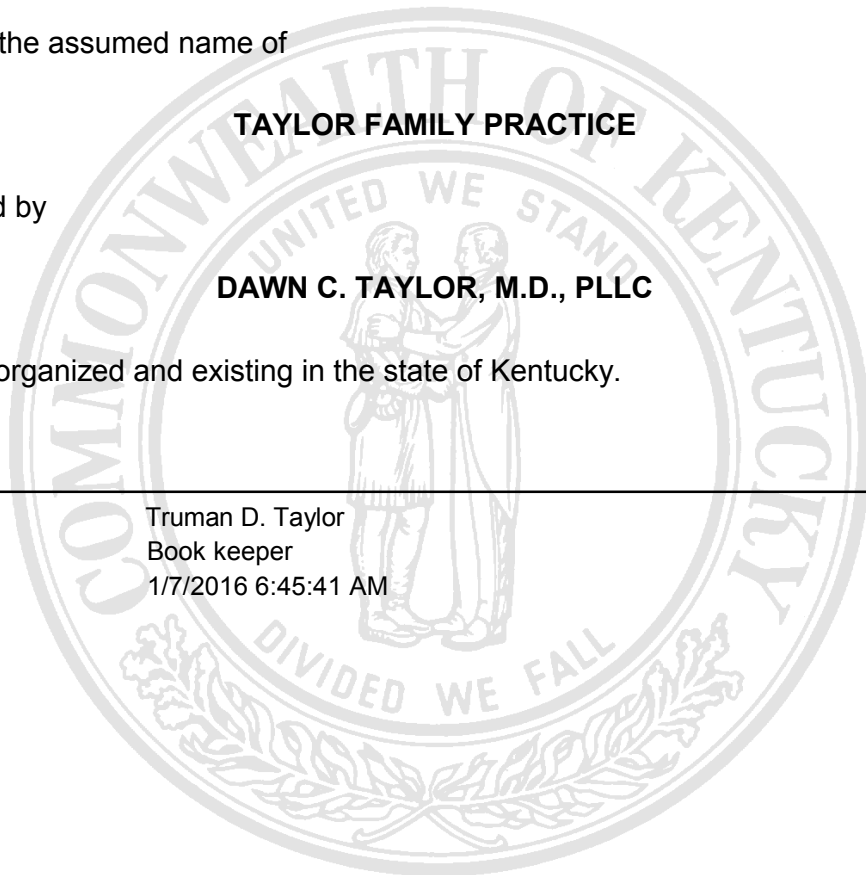 the assumed name of
TAYLOR FAMILY PRACTICE
d by
DAWN C. TAYLOR, M.D., PLLC
organized and existing in the state of Kentucky.
Truman D. Taylor
Book keeper
1/7/2016 6:45:41 AM
COMMONWEALTH OF KENTUCKY
UNITED WE STAND
DIVIDED WE FALL